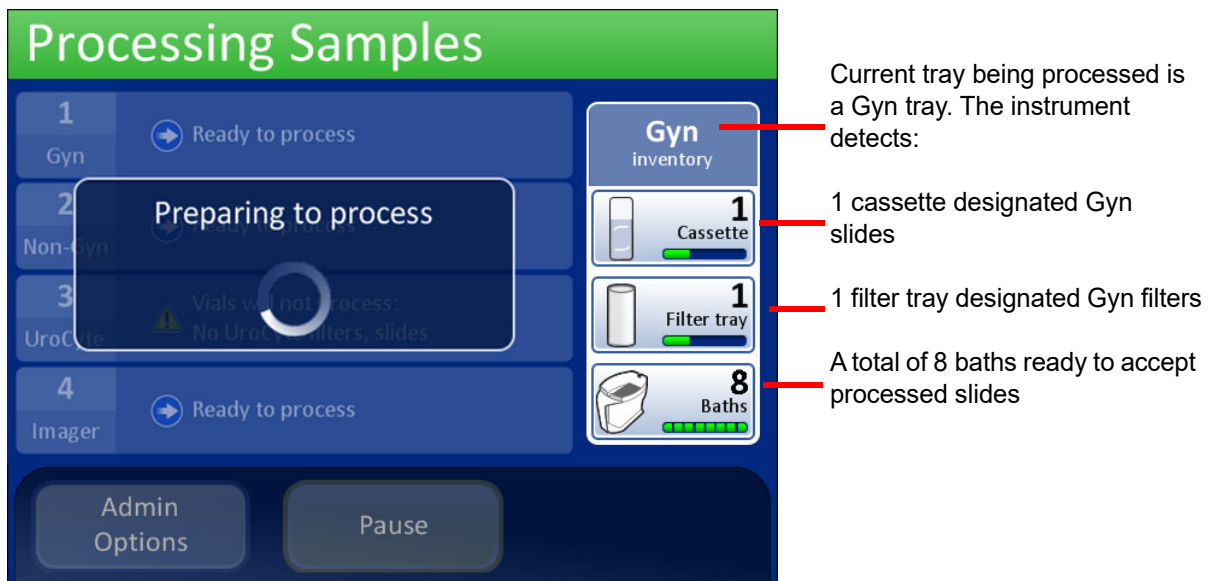 Processing Samples
1
Gyn
Ready to process
2
Non-Gyn
Ready to process
3
UroCyte
Vials will not process:
No UroCyte filters, slides
4
Imager
Ready to process
Preparing to process
Gyn
inventory
1
Cassette
1
Filter tray
8
Baths
Admin
Options
Pause
Current tray being processed is
a Gyn tray. The instrument
detects:
1 cassette designated Gyn
slides
1 filter tray designated Gyn filters
A total of 8 baths ready to accept
processed slides